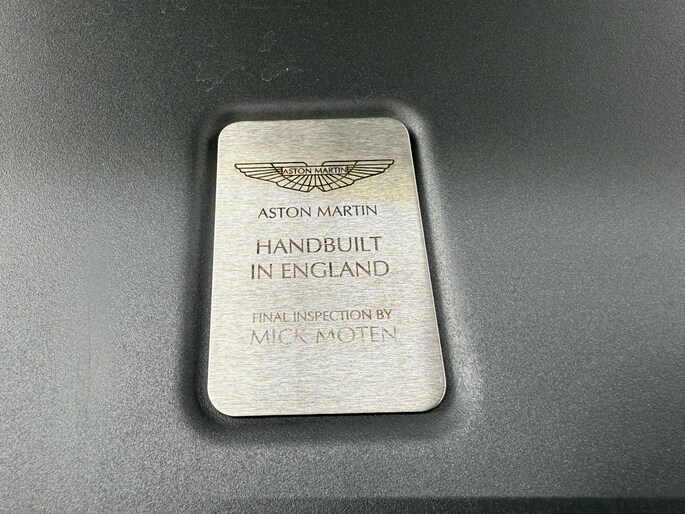 ASTON MARTIN
ASTON MARTIN
HANDBUILT
IN ENGLAND
FINAL INSPECTION BY
MICK MOTEN